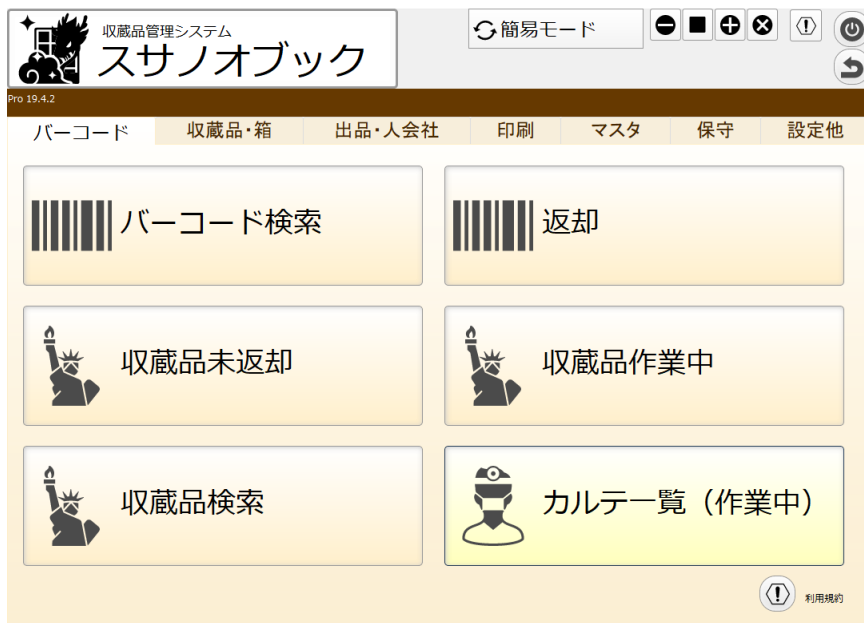 収蔵品管理システム
スサノオブック
簡易モード
Pro 19.4.2
バーコード 収蔵品・箱 出品・人会社 印刷 マスタ 保守 設定他
バーコード検索 返却
収蔵品未返却 収蔵品作業中
収蔵品検索 カルテ一覧（作業中）
利用規約